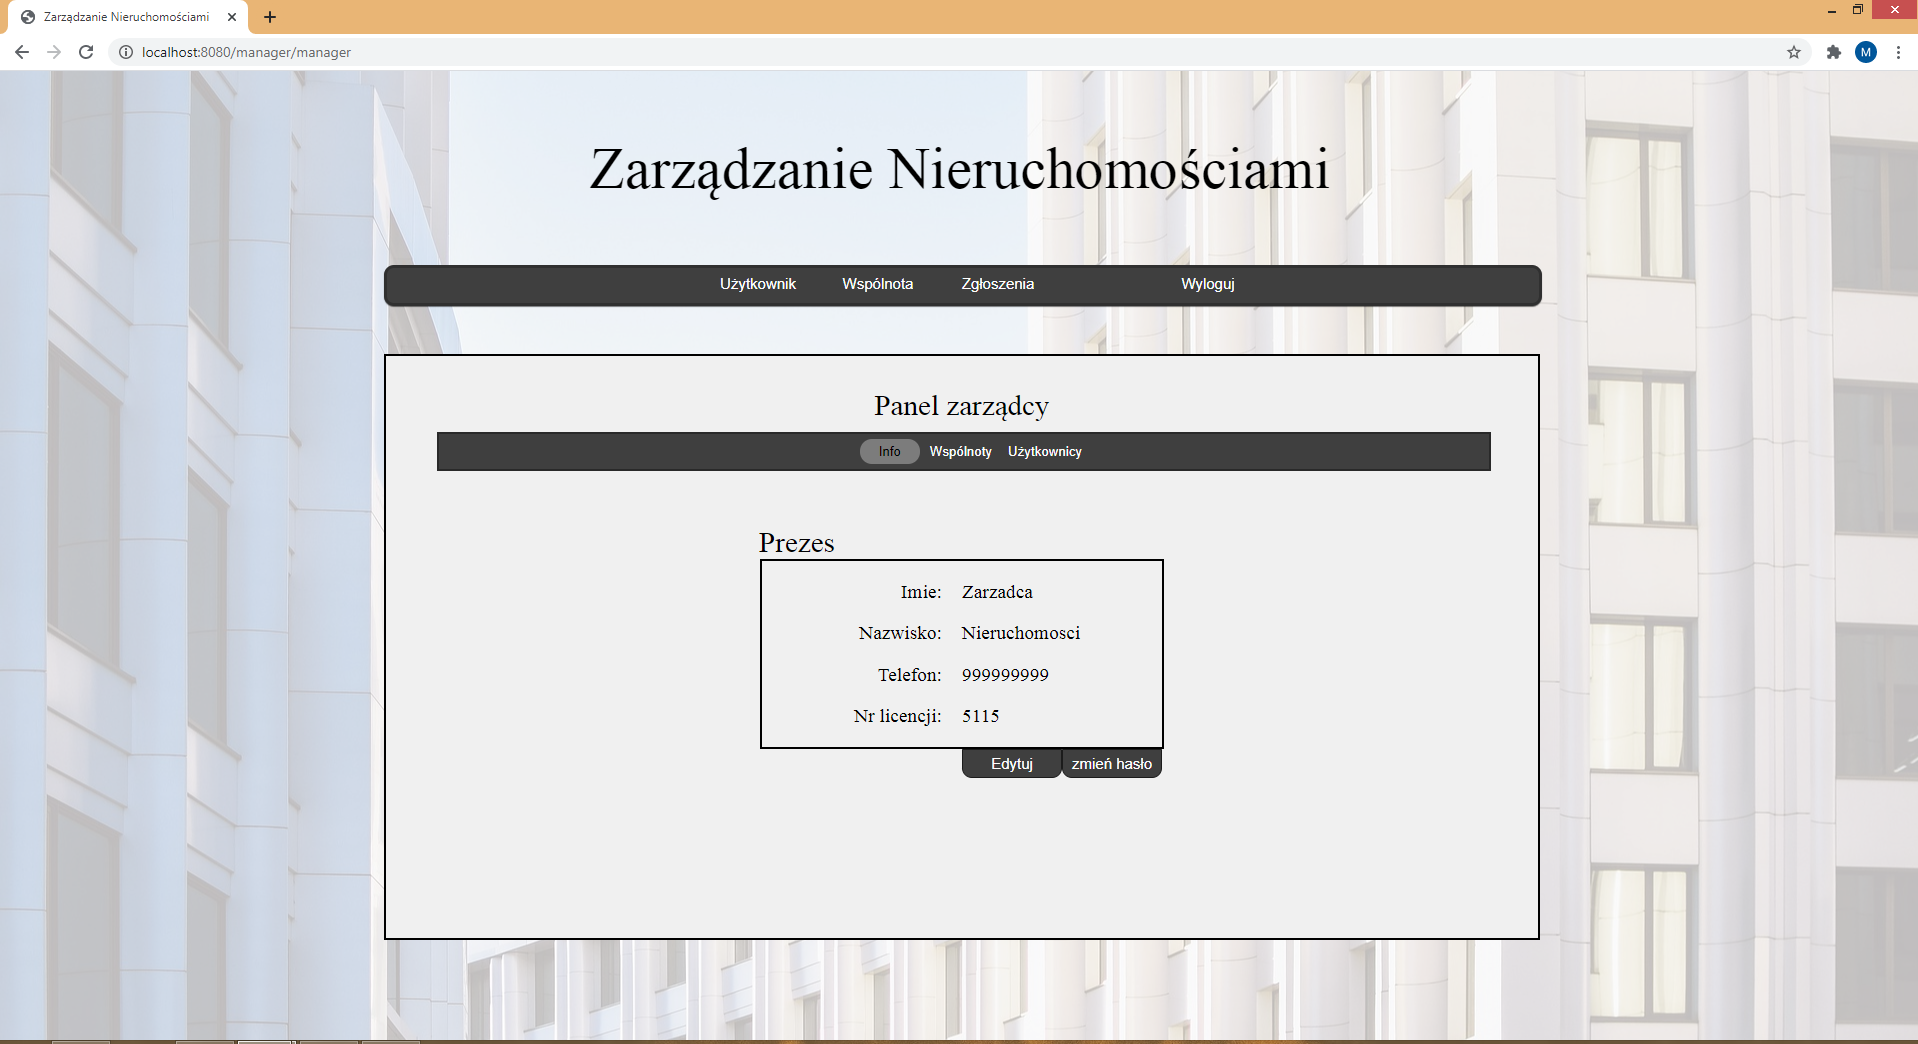 Zarządzanie Nieruchomościami
localhost:8080/manager/manager
M
Zarządzanie Nieruchomościami
Użytkownik Wspólnota Zgłoszenia Wyloguj
Panel zarządcy
Info Wspólnoty Użytkownicy
Prezes
Imie: Zarzadca
Nazwisko: Nieruchomosci
Telefon: 999999999
Nr licencji: 5115
Edytuj zmień hasło